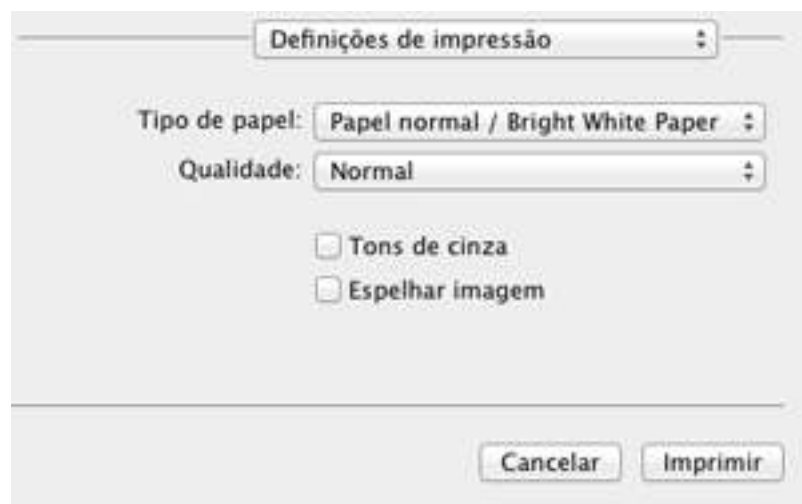 Definições de impressão
Tipo de papel: Papel normal / Bright White Paper
Qualidade: Normal
Tons de cinza
Espelhar imagem
Cancelar Imprimir